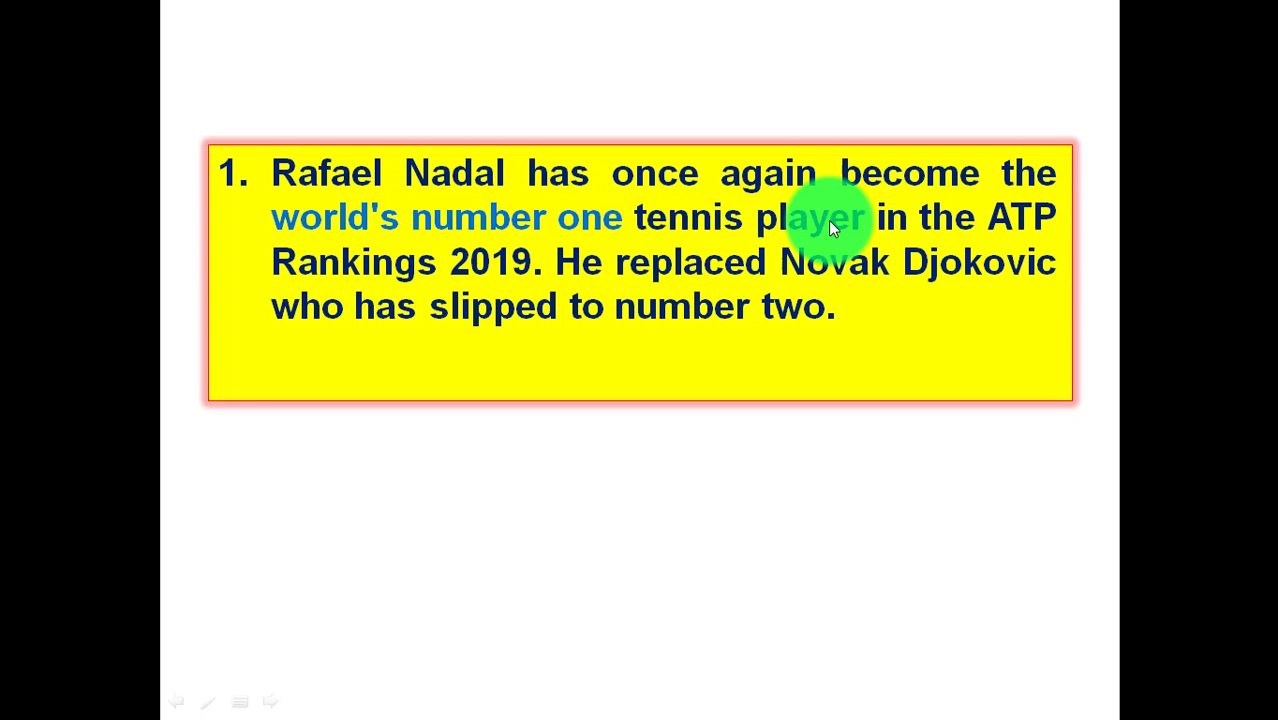 1. Rafael Nadal has once again become the
world's number one tennis player in the ATP
Rankings 2019. He replaced Novak Djokovic
who has slipped to number two.